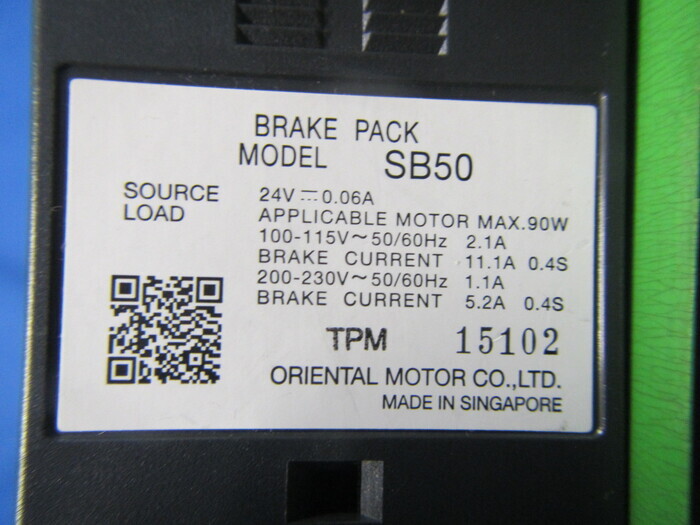 BRAKE PACK
MODEL SB50
SOURCE 24V⎓0.06A
LOAD APPLICABLE MOTOR MAX.90W
100-115V~50/60Hz 2.1A
BRAKE CURRENT 11.1A 0.4S
200-230V~50/60Hz 1.1A
BRAKE CURRENT 5.2A 0.4S
TPM 15102
ORIENTAL MOTOR CO.,LTD.
MADE IN SINGAPORE